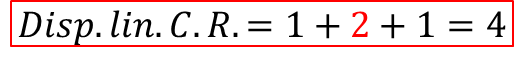 Disp. lin. C. R. = 1 + 2 + 1 = 4